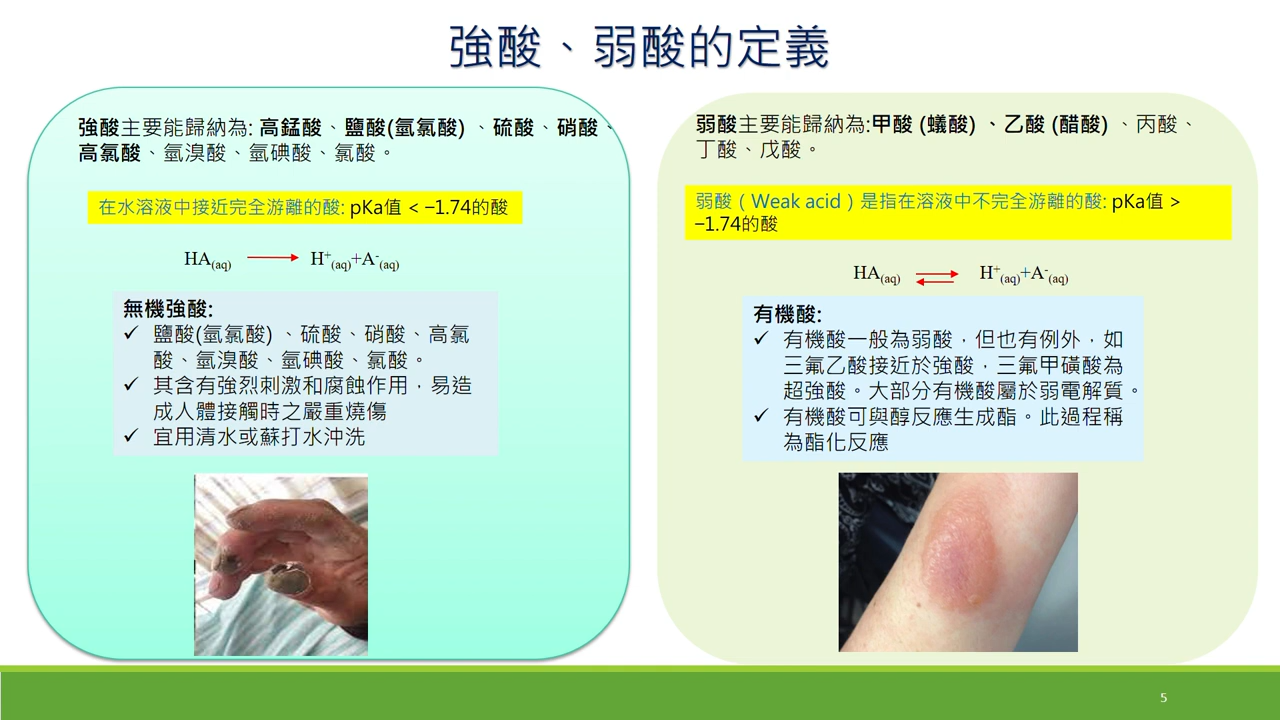 強酸、弱酸的定義
強酸主要能歸納為: 高錳酸、鹽酸(氫氯酸) 、硫酸、硝酸、
高氯酸、氫溴酸、氫碘酸、氯酸。
在水溶液中接近完全游離的酸: pKa值 < −1.74的酸
HA(aq) → H+(aq)+A-(aq)
無機強酸:
✓ 鹽酸(氫氯酸) 、硫酸、硝酸、高氯
酸、氫溴酸、氫碘酸、氯酸。
✓ 其含有強烈刺激和腐蝕作用，易造
成人體接觸時之嚴重燒傷
✓ 宜用清水或蘇打水沖洗
弱酸主要能歸納為:甲酸 (蟻酸) 、乙酸 (醋酸) 、丙酸、
丁酸、戊酸。
弱酸（Weak acid）是指在溶液中不完全游離的酸: pKa值 >
−1.74的酸
HA(aq) ⇌ H+(aq)+A-(aq)
有機酸:
✓ 有機酸一般為弱酸，但也有例外，如
三氟乙酸接近於強酸，三氟甲磺酸為
超強酸。大部分有機酸屬於弱電解質。
✓ 有機酸可與醇反應生成酯。此過程稱
為酯化反應
5